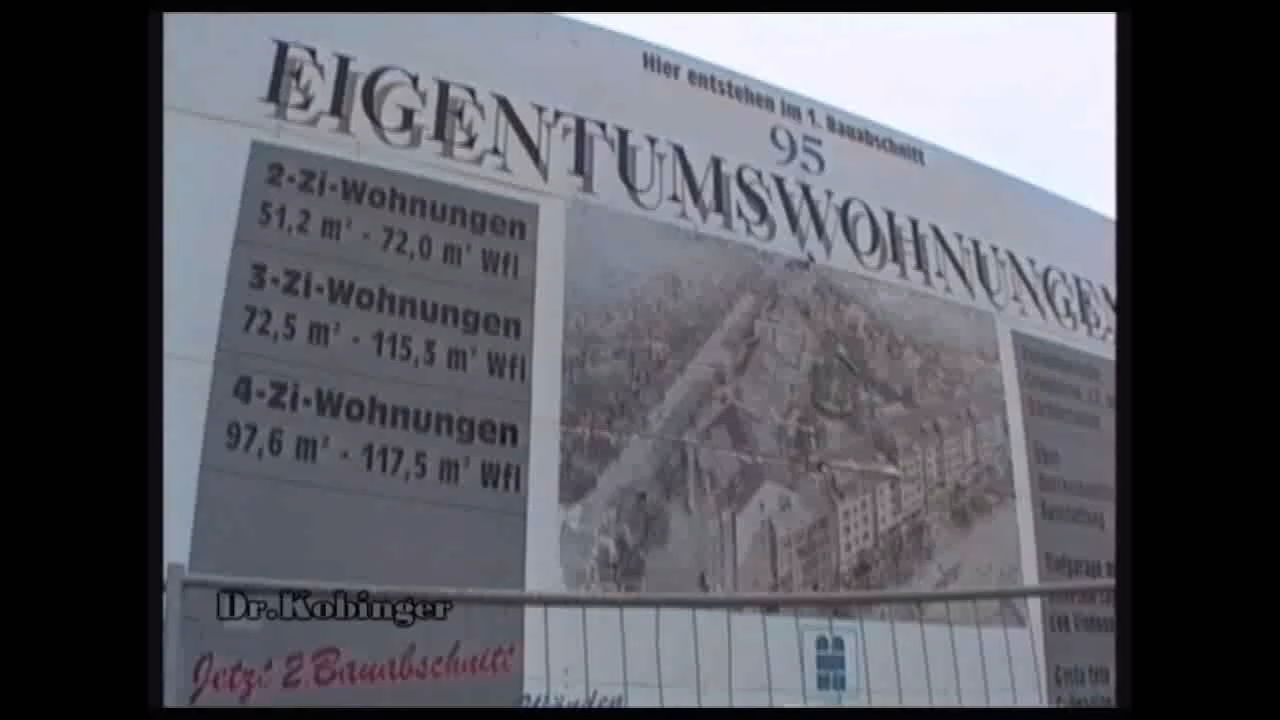 Hier entstehen im 1. Bauabschnitt
95
EIGENTUMSWOHNUNGEN
2-Zi-Wohnungen
51,2 m² - 72,0 m² Wfl
3-Zi-Wohnungen
72,5 m² - 115,3 m² Wfl
4-Zi-Wohnungen
97,6 m² - 117,5 m² Wfl
Dr.Kobinger
Jetzt 2.Bauabschnitt
Tiefgarage